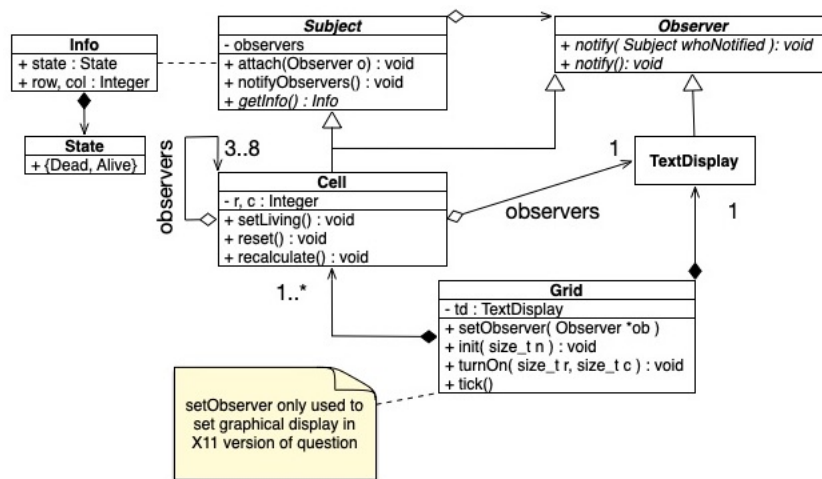 Subject
- observers
+ attach(Observer o) : void
+ notifyObservers() : void
+ getInfo() : Info
Observer
+ notify( Subject whoNotified ): void
+ notify(): void
Info
+ state : State
+ row, col : Integer
State
+ {Dead, Alive}
observers
3..8
Cell
- r, c : Integer
+ setLiving() : void
+ reset() : void
+ recalculate() : void
1
observers
TextDisplay
1
1..*
Grid
- td : TextDisplay
+ setObserver( Observer *ob )
+ init( size_t n ) : void
+ turnOn( size_t r, size_t c ) : void
+ tick()
setObserver only used to
set graphical display in
X11 version of question